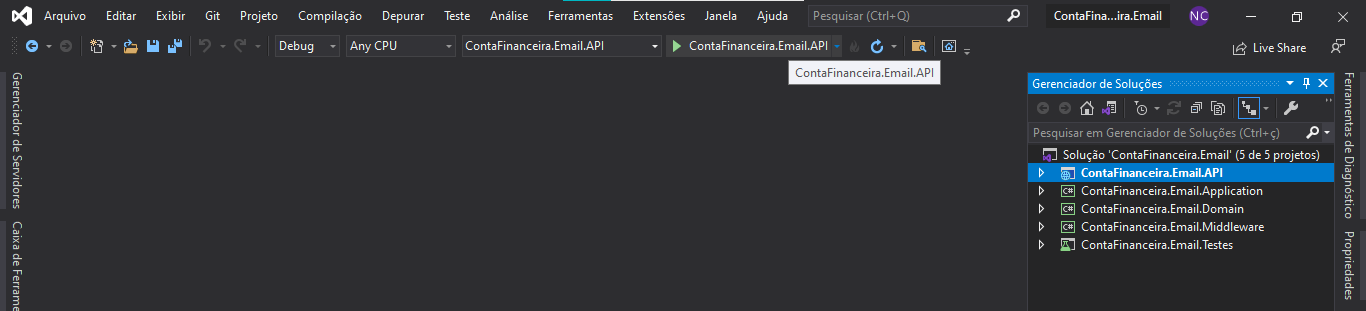 Arquivo Editar Exibir Git Projeto Compilação Depurar Teste Análise Ferramentas Extensões Janela Ajuda Pesquisar (Ctrl+Q) ContaFina...ira.Email NC
Debug Any CPU ContaFinanceira.Email.API ContaFinanceira.Email.API Live Share
ContaFinanceira.Email.API
Gerenciador de Servidores
Caixa de Ferrame
Gerenciador de Soluções
Pesquisar em Gerenciador de Soluções (Ctrl+ç)
Solução 'ContaFinanceira.Email' (5 de 5 projetos)
ContaFinanceira.Email.API
C# ContaFinanceira.Email.Application
C# ContaFinanceira.Email.Domain
C# ContaFinanceira.Email.Middleware
ContaFinanceira.Email.Testes
Ferramentas de Diagnóstico
Propriedades